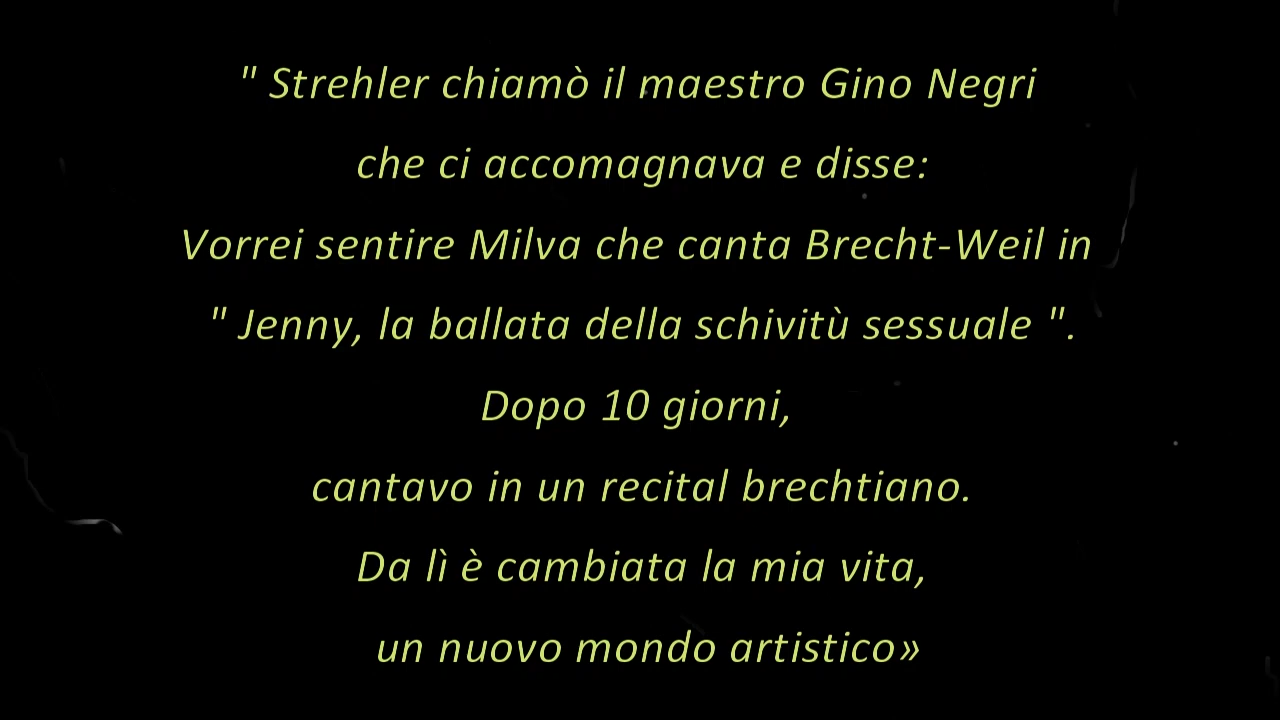 " Strehler chiamò il maestro Gino Negri
che ci accomagnava e disse:
Vorrei sentire Milva che canta Brecht-Weil in
" Jenny, la ballata della schivitù sessuale ".
Dopo 10 giorni,
cantavo in un recital brechtiano.
Da lì è cambiata la mia vita,
un nuovo mondo artistico»